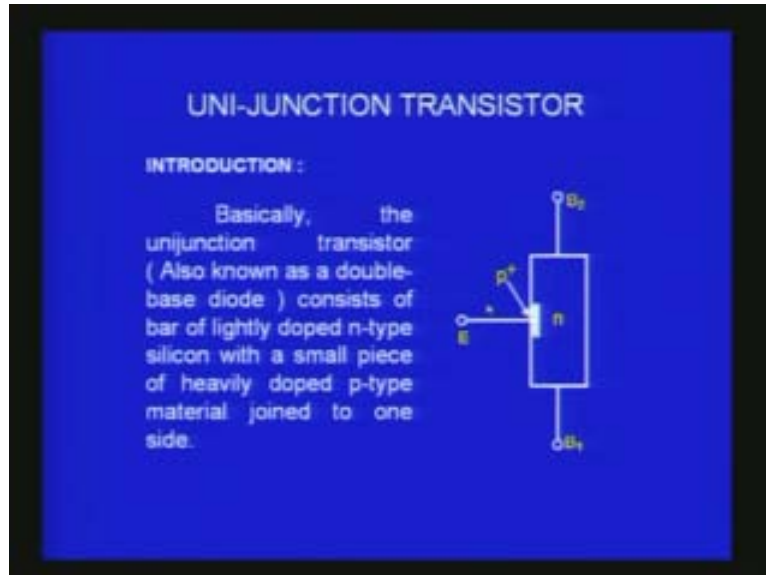 UNI-JUNCTION TRANSISTOR
INTRODUCTION :
Basically, the
unijunction transistor
( Also known as a double-
base diode ) consists of
bar of lightly doped n-type
silicon with a small piece
of heavily doped p-type
material joined to one
side.
B₂
p⁺
n
E
B₁